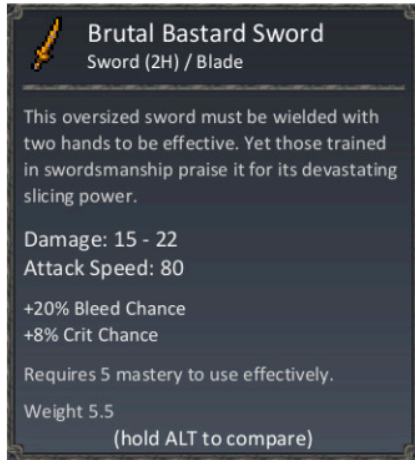 Brutal Bastard Sword
Sword (2H) / Blade
This oversized sword must be wielded with
two hands to be effective. Yet those trained
in swordsmanship praise it for its devastating
slicing power.
Damage: 15 - 22
Attack Speed: 80
+20% Bleed Chance
+8% Crit Chance
Requires 5 mastery to use effectively.
Weight 5.5
(hold ALT to compare)